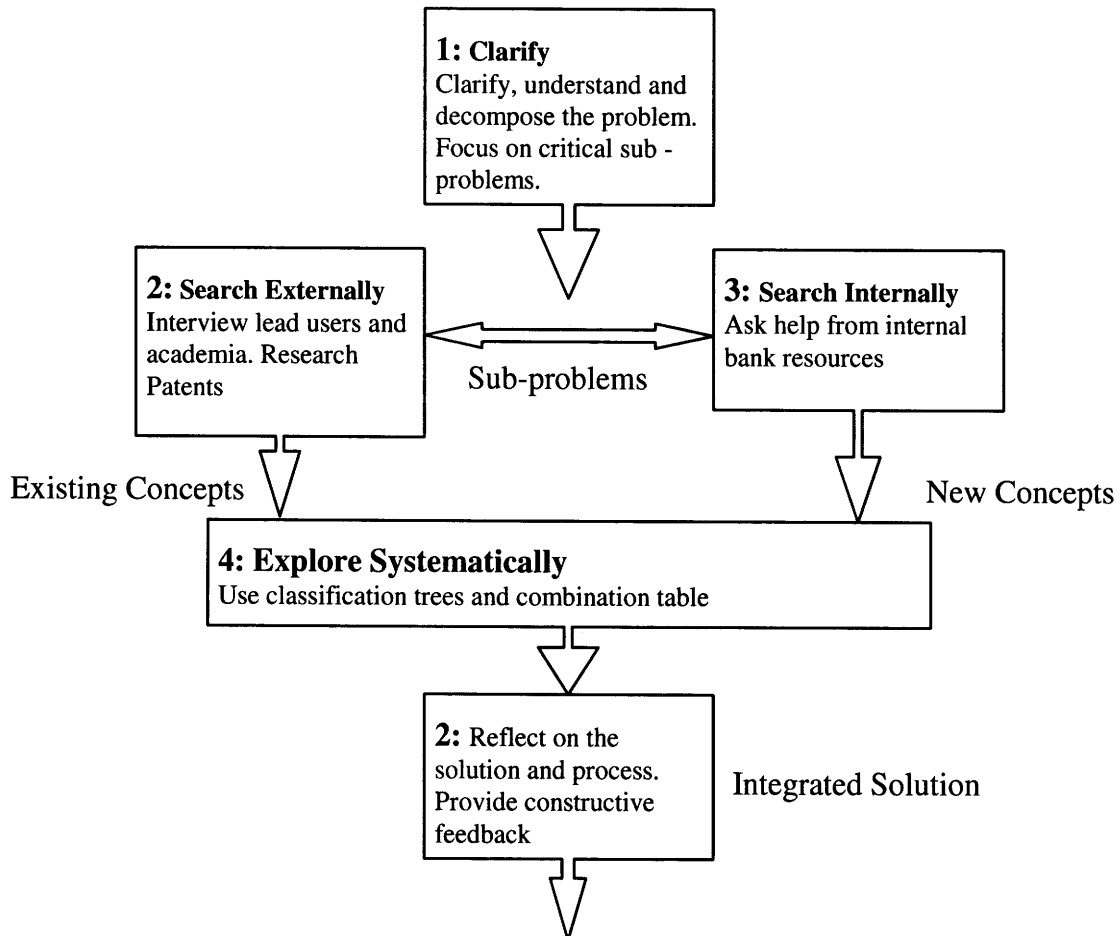 1: Clarify
Clarify, understand and
decompose the problem.
Focus on critical sub -
problems.
2: Search Externally
Interview lead users and
academia. Research
Patents
3: Search Internally
Ask help from internal
bank resources
Sub-problems
Existing Concepts
New Concepts
4: Explore Systematically
Use classification trees and combination table
2: Reflect on the
solution and process.
Provide constructive
feedback
Integrated Solution